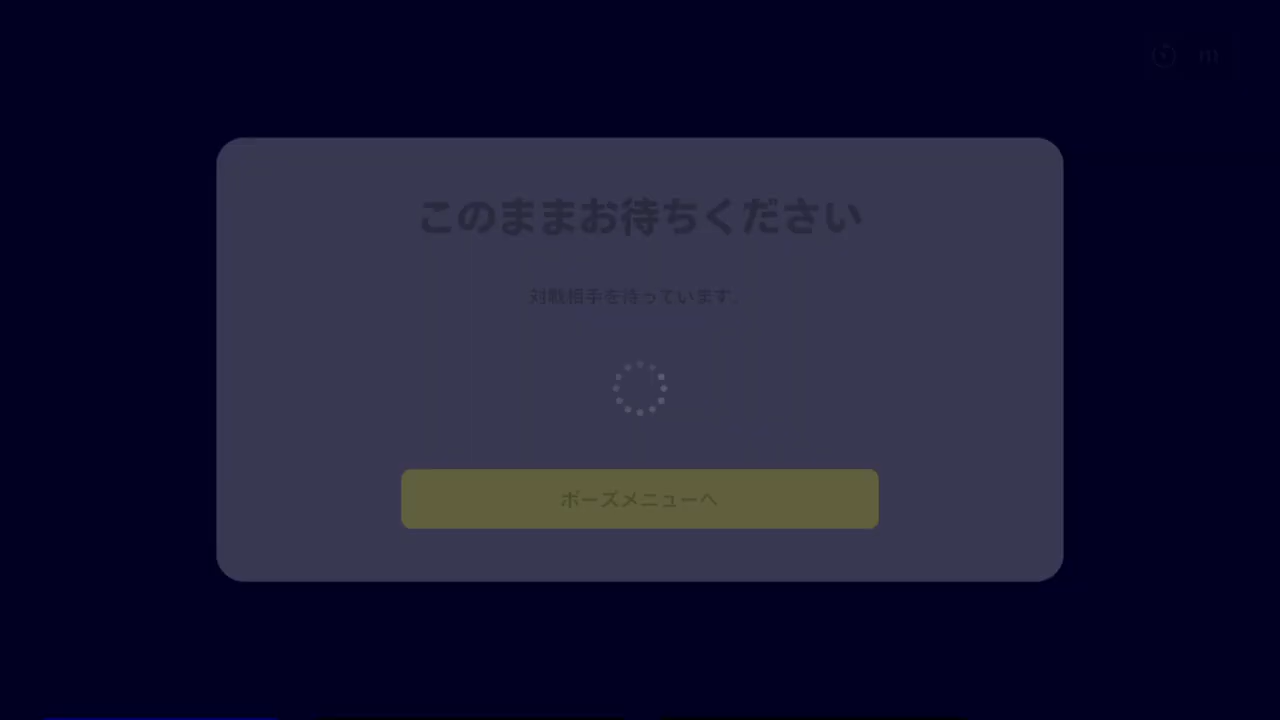 このままお待ちください
対戦相手を待っています。
ポーズメニューへ